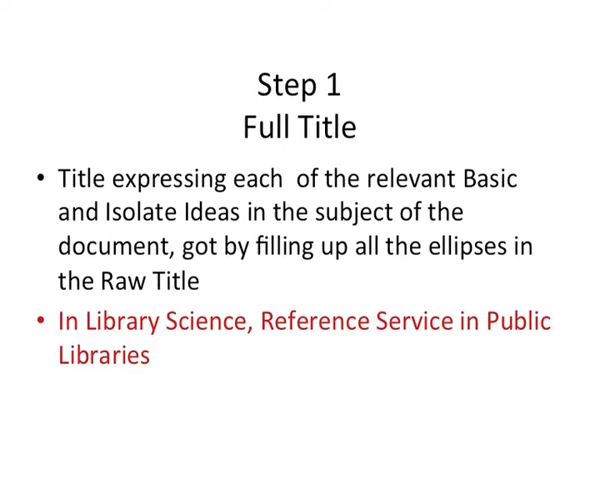 Step 1
Full Title
• Title expressing each of the relevant Basic
and Isolate Ideas in the subject of the
document, got by filling up all the ellipses in
the Raw Title
• In Library Science, Reference Service in Public
Libraries